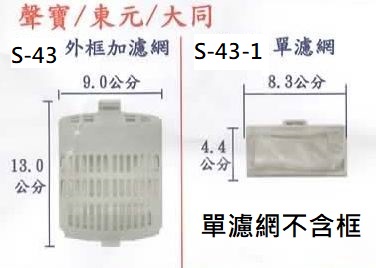 聲寶/東元/大同
S-43 外框加濾網
9.0公分
13.0
公分
S-43-1 單濾網
8.3公分
4.4
公分
單濾網不含框